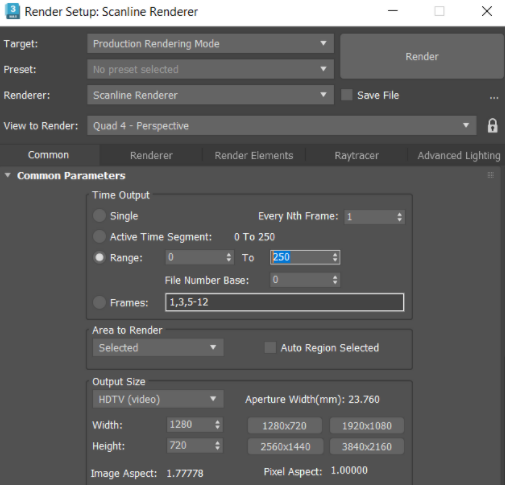 Render Setup: Scanline Renderer
Target: Production Rendering Mode
Render
Preset: No preset selected
Renderer: Scanline Renderer Save File ...
View to Render: Quad 4 - Perspective
Common Renderer Render Elements Raytracer Advanced Lighting
Common Parameters
Time Output
Single Every Nth Frame: 1
Active Time Segment: 0 To 250
Range: 0 To 250
File Number Base: 0
Frames: 1,3,5-12
Area to Render
Selected Auto Region Selected
Output Size
HDTV (video) Aperture Width(mm): 23.760
Width: 1280 1280x720 1920x1080
Height: 720 2560x1440 3840x2160
Image Aspect: 1.77778 Pixel Aspect: 1.00000